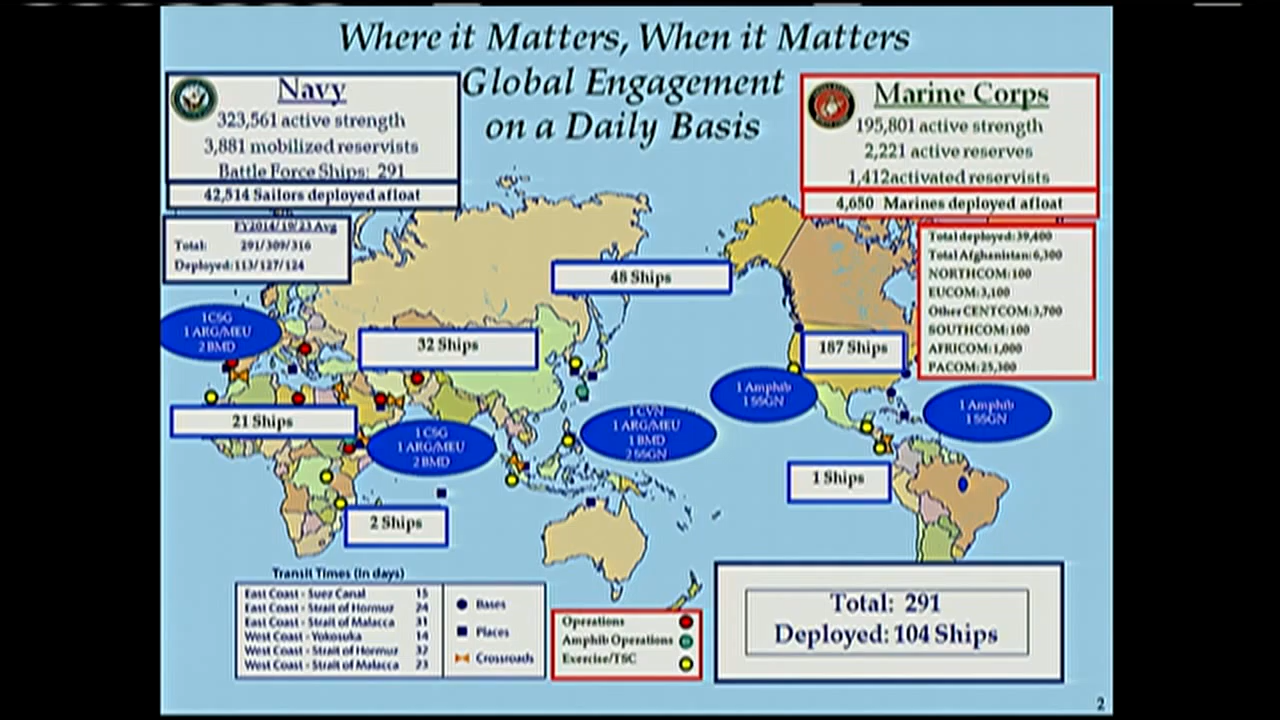 Where it Matters, When it Matters
Global Engagement
on a Daily Basis
Navy
323,561 active strength
3,881 mobilized reservists
Battle Force Ships: 291
42,514 Sailors deployed afloat
FY2014/19/23 Avg
Total: 291/309/316
Deployed: 113/127/124
Marine Corps
195,801 active strength
2,221 active reserves
1,412activated reservists
4,650 Marines deployed afloat
Total deployed: 39,400
Total Afghanistan: 6,300
NORTHCOM: 100
EUCOM: 3,100
Other CENTCOM: 3,700
SOUTHCOM: 100
AFRICOM: 1,000
PACOM: 25,300
48 Ships
32 Ships
187 Ships
21 Ships
1 Ships
2 Ships
1 CSG
1 ARG/MEU
2 BMD
1 CSG
1 ARG/MEU
2 BMD
1 CVN
1 ARG/MEU
1 BMD
2 SSGN
1 Amphib
1 SSGN
1 Amphib
1 SSGN
Transit Times (in days)
East Coast - Suez Canal 15
East Coast - Strait of Hormuz 24
East Coast - Strait of Malacca 31
West Coast - Yokosuka 14
West Coast - Strait of Hormuz 32
West Coast - Strait of Malacca 23
Bases
Places
Crossroads
Operations
Amphib Operations
Exercise/TSC
Total: 291
Deployed: 104 Ships
2